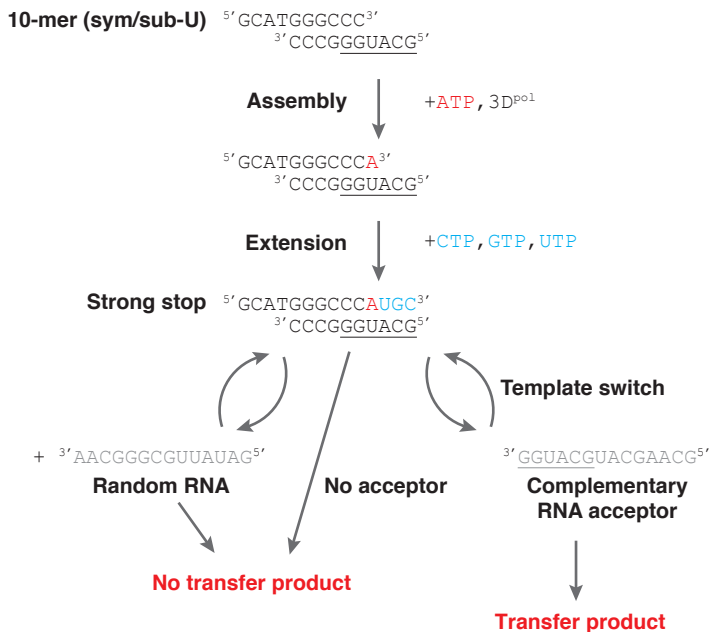 10-mer (sym/sub-U) 5′GCATGGGCCC3′
3′CCCGGGUACG5′
Assembly +ATP,3Dpol
5′GCATGGGCCCA3′
3′CCCGGGUACG5′
Extension +CTP,GTP,UTP
Strong stop 5′GCATGGGCCCAUGC3′
3′CCCGGGUACG5′
Template switch
+ 3′AACGGGCGUUAUAG5′ 3′GGUACGUACGAACG5′
Random RNA No acceptor Complementary
RNA acceptor
No transfer product
Transfer product